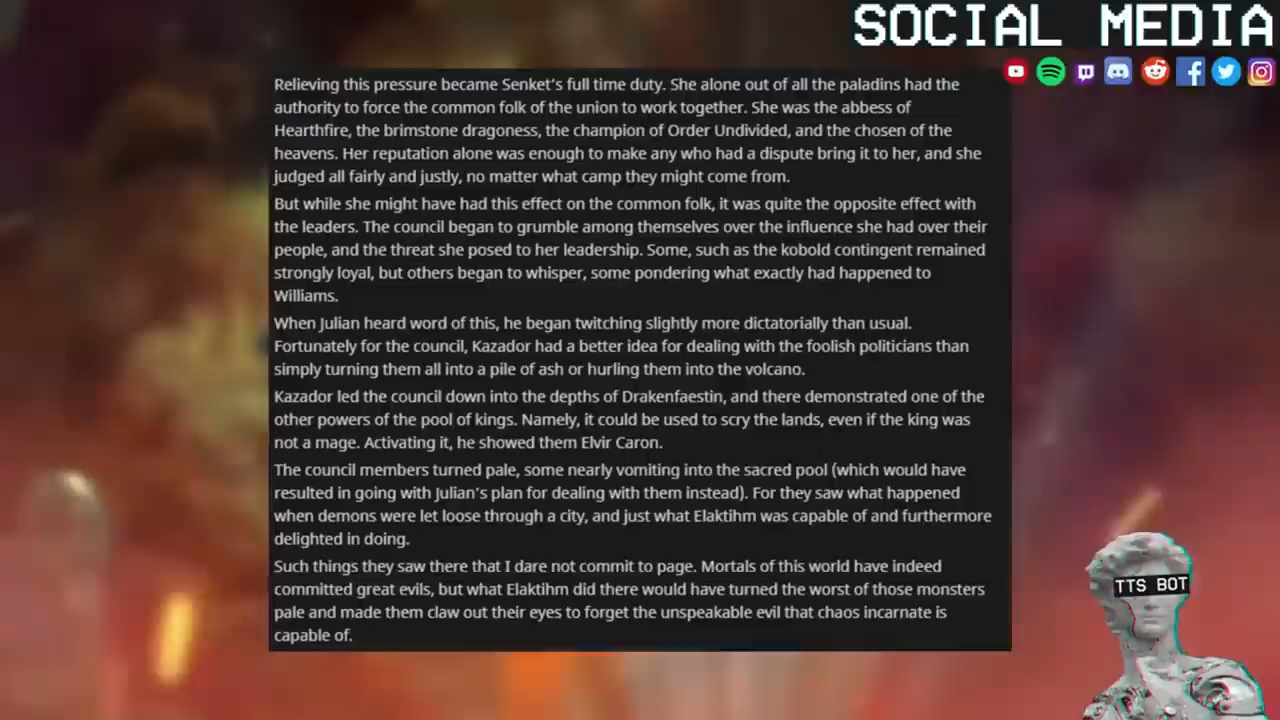 SOCIAL MEDIA
Relieving this pressure became Senket's full time duty. She alone out of all the paladins had the
authority to force the common folk of the union to work together. She was the abbess of
Hearthfire, the brimstone dragoness, the champion of Order Undivided, and the chosen of the
heavens. Her reputation alone was enough to make any who had a dispute bring it to her, and she
judged all fairly and justly, no matter what camp they might come from.
But while she might have had this effect on the common folk, it was quite the opposite effect with
the leaders. The council began to grumble among themselves over the influence she had over their
people, and the threat she posed to her leadership. Some, such as the kobold contingent remained
strongly loyal, but others began to whisper, some pondering what exactly had happened to
Williams.
When Julian heard word of this, he began twitching slightly more dictatorially than usual.
Fortunately for the council, Kazador had a better idea for dealing with the foolish politicians than
simply turning them all into a pile of ash or hurling them into the volcano.
Kazador led the council down into the depths of Drakenfaestin, and there demonstrated one of the
other powers of the pool of kings. Namely, it could be used to scry the lands, even if the king was
not a mage. Activating it, he showed them Elvir Caron.
The council members turned pale, some nearly vomiting into the sacred pool (which would have
resulted in going with Julian's plan for dealing with them instead). For they saw what happened
when demons were let loose through a city, and just what Elaktihm was capable of and furthermore
delighted in doing.
Such things they saw there that I dare not commit to page. Mortals of this world have indeed
committed great evils, but what Elaktihm did there would have turned the worst of those monsters
pale and made them claw out their eyes to forget the unspeakable evil that chaos incarnate is
capable of.
TTS BOT